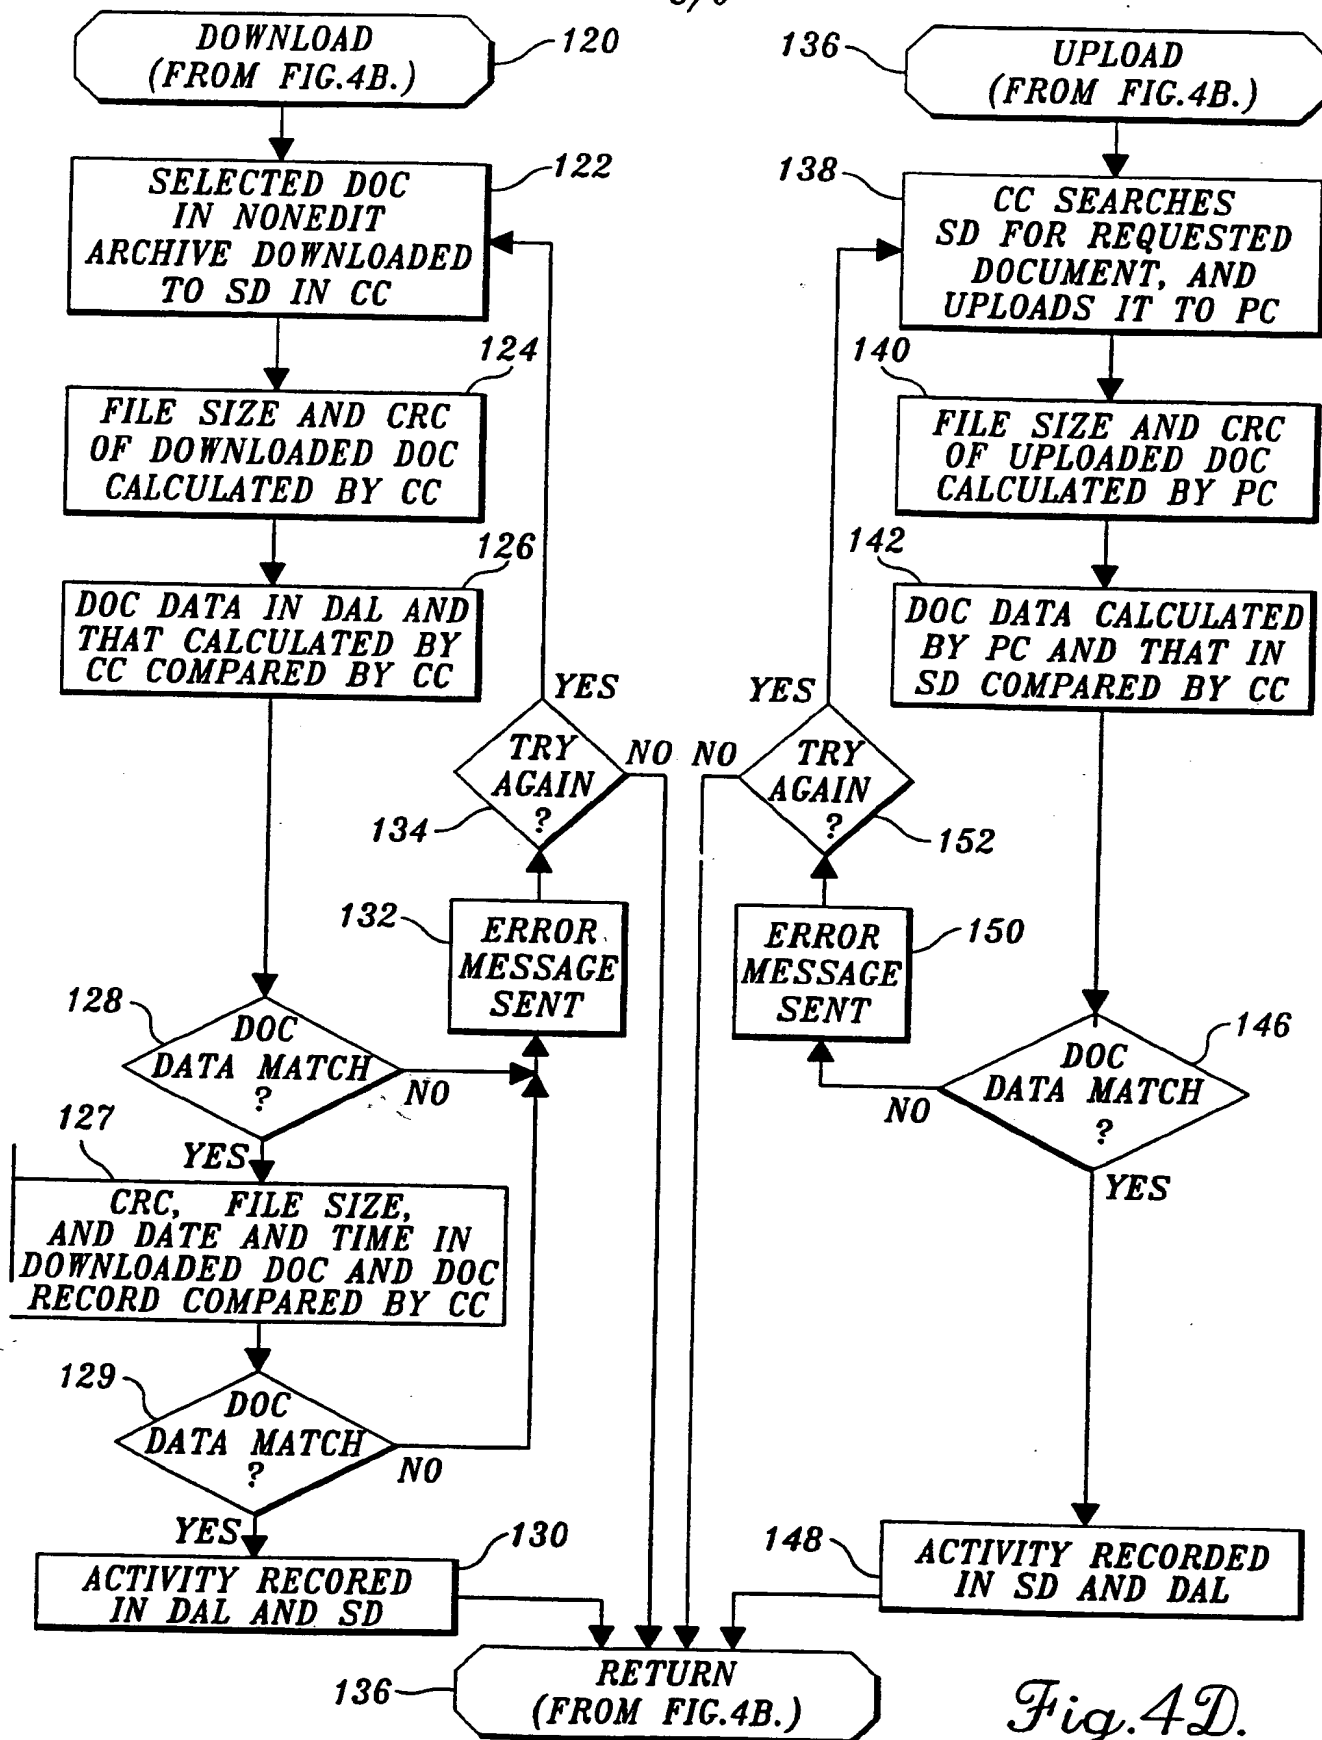 DOWNLOAD
(FROM FIG.4B.)
120
SELECTED DOC
IN NONEDIT
ARCHIVE DOWNLOADED
TO SD IN CC
122
FILE SIZE AND CRC
OF DOWNLOADED DOC
CALCULATED BY CC
124
DOC DATA IN DAL AND
THAT CALCULATED BY
CC COMPARED BY CC
126
DOC
DATA MATCH
?
128
NO
YES
127
CRC, FILE SIZE,
AND DATE AND TIME IN
DOWNLOADED DOC AND DOC
RECORD COMPARED BY CC
129
DOC
DATA MATCH
?
NO
YES
130
ACTIVITY RECORED
IN DAL AND SD
132
ERROR
MESSAGE
SENT
TRY
AGAIN
?
134
YES
NO
136
UPLOAD
(FROM FIG.4B.)
138
CC SEARCHES
SD FOR REQUESTED
DOCUMENT, AND
UPLOADS IT TO PC
140
FILE SIZE AND CRC
OF UPLOADED DOC
CALCULATED BY PC
142
DOC DATA CALCULATED
BY PC AND THAT IN
SD COMPARED BY CC
YES
NO
TRY
AGAIN
?
152
ERROR
MESSAGE
SENT
150
146
DOC
DATA MATCH
?
NO
YES
148
ACTIVITY RECORDED
IN SD AND DAL
136
RETURN
(FROM FIG.4B.)
Fig.4D.